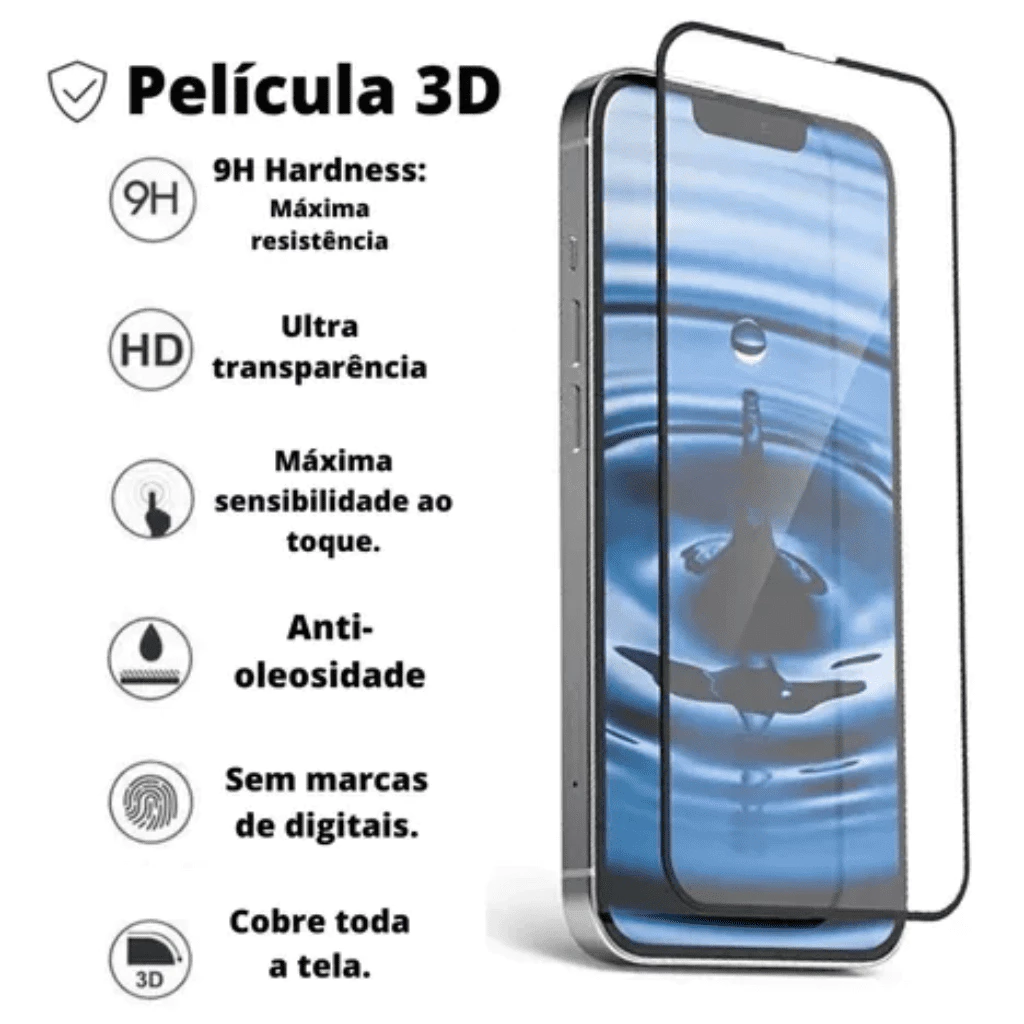 Película 3D
9H
9H Hardness:
Máxima
resistência
HD
Ultra
transparência
Máxima
sensibilidade ao
toque.
Anti-
oleosidade
Sem marcas
de digitais.
3D
Cobre toda
a tela.